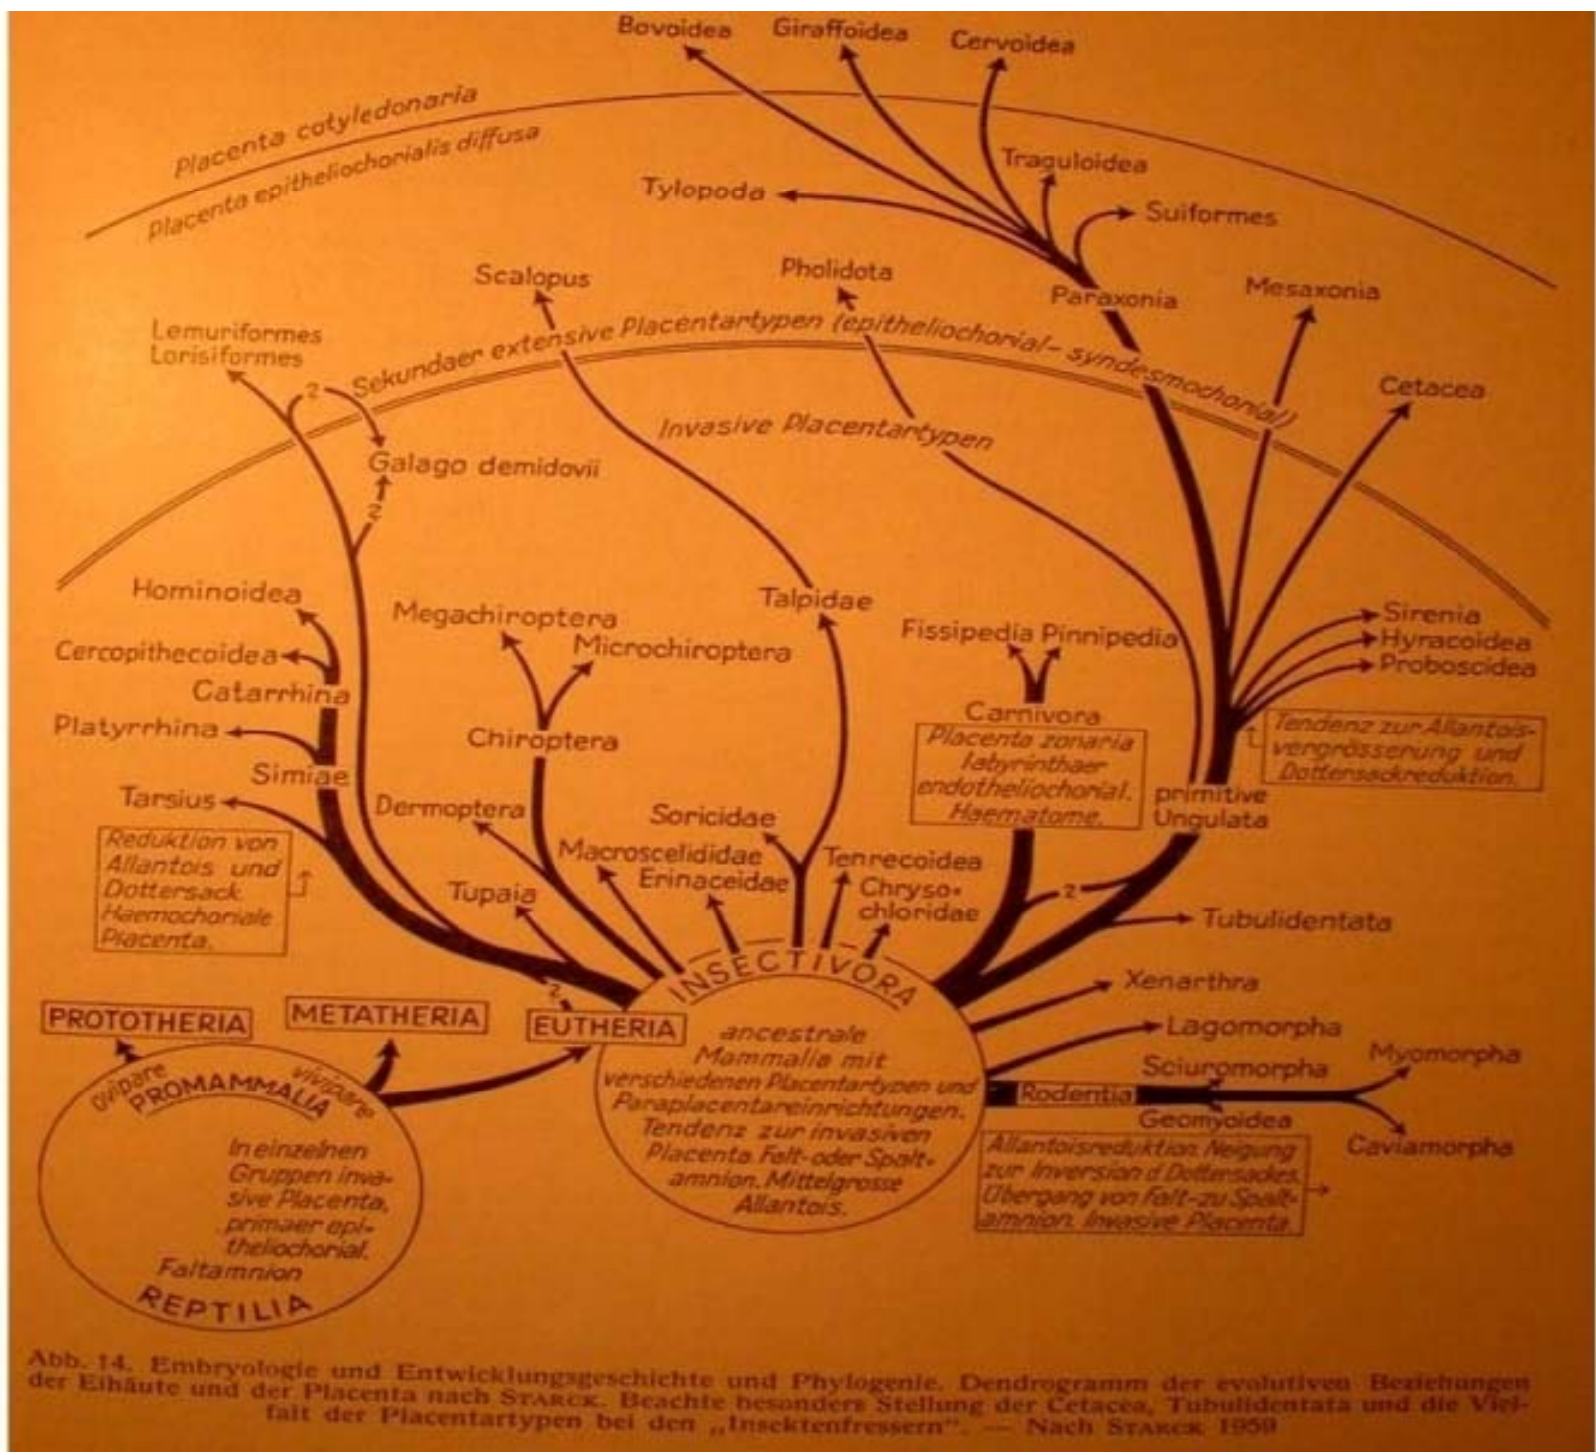 Bovoidea Giraffoidea Cervoidea
Placenta cotyledonaria
Placenta epitheliochorialis diffusa
Traguloidea
Tylopoda
Suiformes
Scalopus
Pholidota
Paraxonia
Mesaxonia
Lemuriformes
Lorisiformes
Sekundaer extensive Placentartypen (epitheliochorial-syndesmochorial)
2
Cetacea
Invasive Placentartypen
Galago demidovii
2
Hominoidea
Megachiroptera
Microchiroptera
Talpidae
Fissipedia Pinnipedia
Sirenia
Hyracoidea
Proboscidea
Cercopithecoidea
Catarrhina
Platyrrhina
Chiroptera
Carnivora
Placenta zonaria
labyrinthaer
endotheliochorial.
Haematome.
Tendenz zur Allantois-
vergrösserung und
Dottersackreduktion.
primitive
Ungulata
Simiae
Tarsius
Dermoptera
Soricidae
Reduktion von
Allantois und
Dottersack.
Haemochoriale
Placenta.
Macroscelididae
Erinaceidae
Tenrecoidea
Chryso-
chloridae
Tupaia
2
Tubulidentata
INSECTIVORA
Xenarthra
2
PROTOTHERIA
METATHERIA
EUTHERIA
Lagomorpha
ancestrale
Mammalia mit
verschiedenen Placentartypen und
Paraplacentareinrichtungen.
Tendenz zur invasiven
Placenta. Falt- oder Spalt-
amnion. Mittelgrosse
Allantois.
Sciuromorpha
Myomorpha
Rodentia
Geomyoidea
Caviamorpha
Allantoisreduktion. Neigung
zur Inversion d Dottersackes.
Übergang von Falt- zu Spalt-
amnion. Invasive Placenta.
Ovipare vivipare
PROMAMMALIA
In einzelnen
Gruppen inva-
sive Placenta,
primaer epi-
theliochorial.
Faltamnion
REPTILIA
Abb. 14. Embryologie und Entwicklungsgeschichte und Phylogenie. Dendrogramm der evolutiven Beziehungen
der Eihäute und der Placenta nach STARCK. Beachte besonders Stellung der Cetacea, Tubulidentata und die Viel-
falt der Placentartypen bei den „Insektenfressern". — Nach STARCK 1959